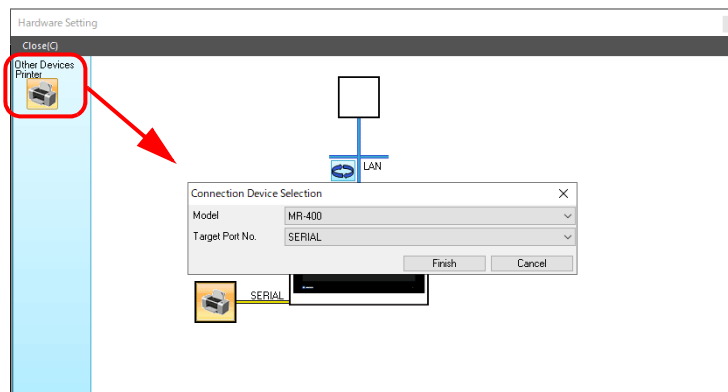 Hardware Setting
Close(C)
Other Devices
Printer
LAN
Connection Device Selection
Model MR-400
Target Port No. SERIAL
Finish Cancel
SERIAL